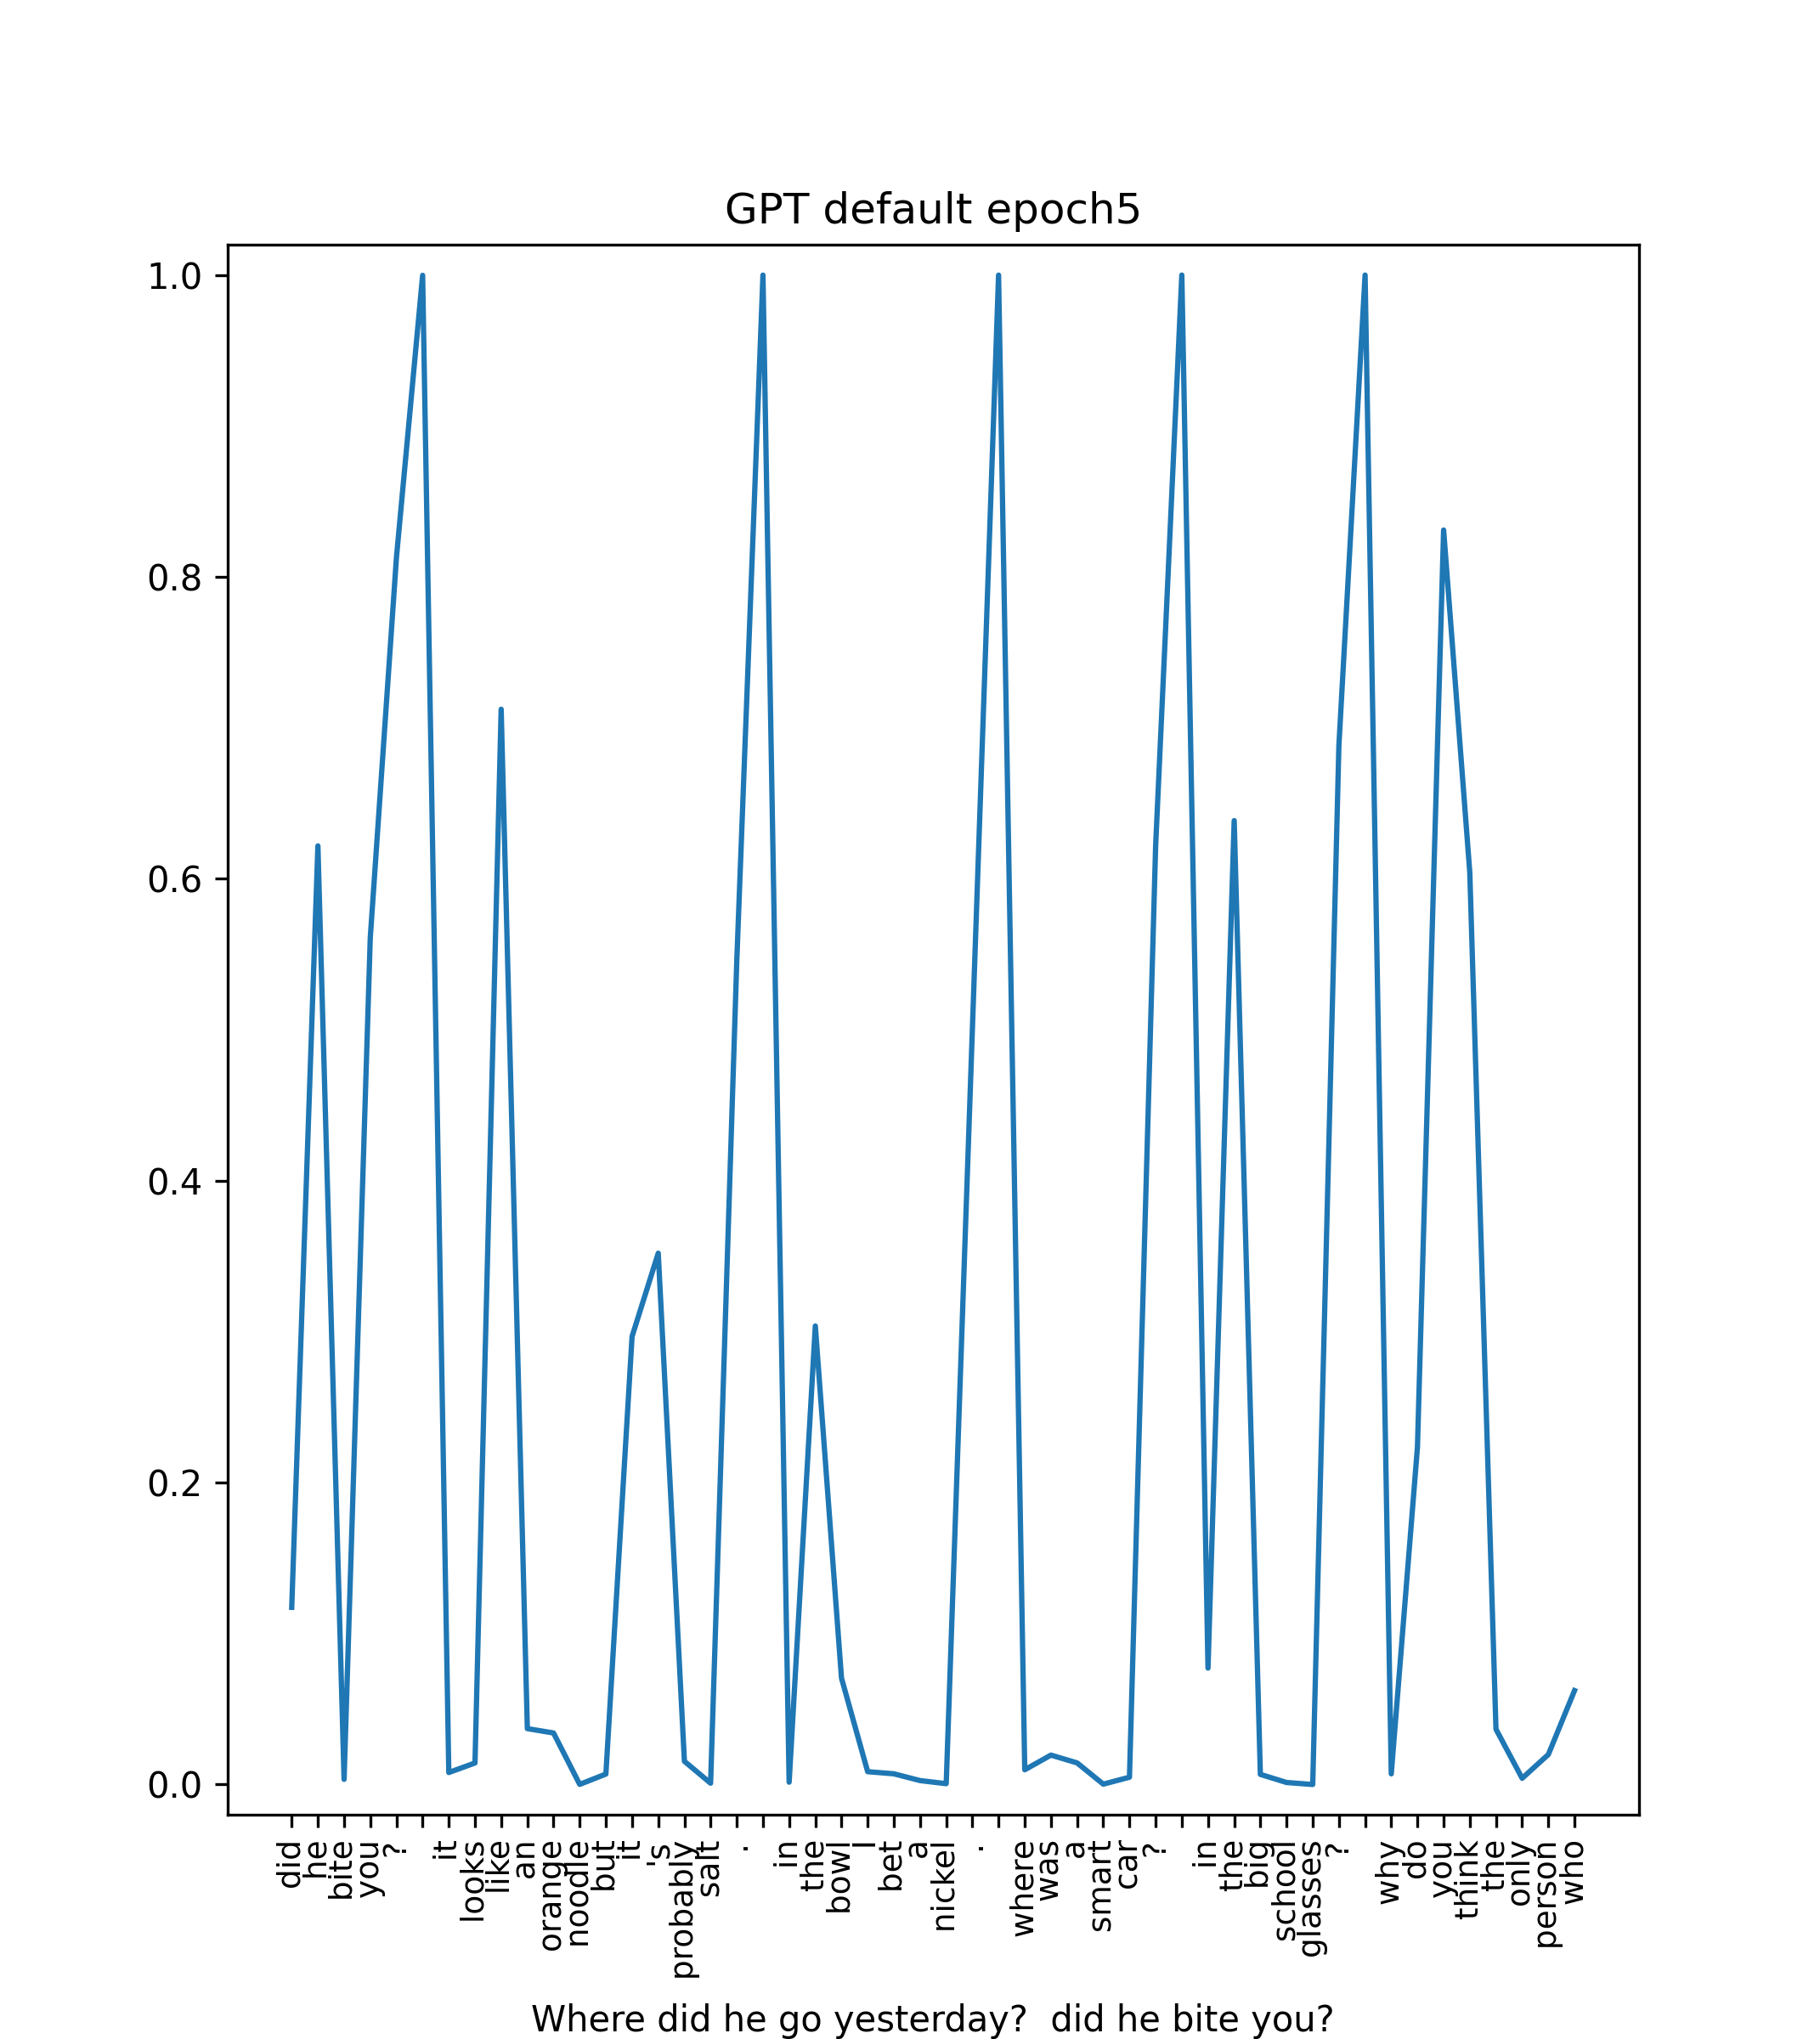 GPT default epoch5
1.0
0.8
0.6
0.4
0.2
0.0
did
he
bite
you
?
it
looks
like
an
orange
noodle
but
it
's
probably
salt
.
in
the
bowl
I
bet
a
nickel
.
where
was
a
smart
car
?
in
the
big
school
glasses
?
why
do
you
think
the
only
person
who
Where did he go yesterday?  did he bite you?